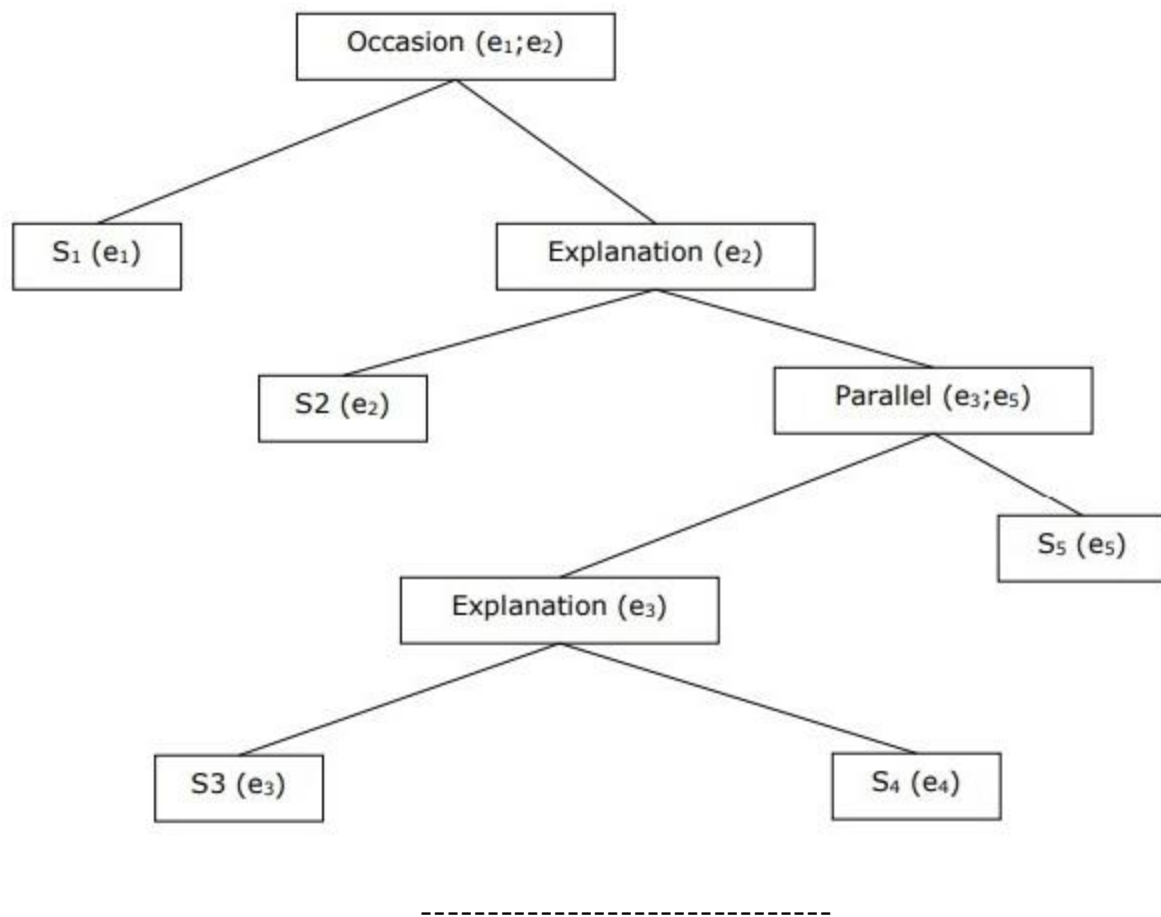 Occasion (e₁;e₂)
S₁ (e₁)
Explanation (e₂)
S2 (e₂)
Parallel (e₃;e₅)
S₅ (e₅)
Explanation (e₃)
S3 (e₃)
S₄ (e₄)
------------------------------